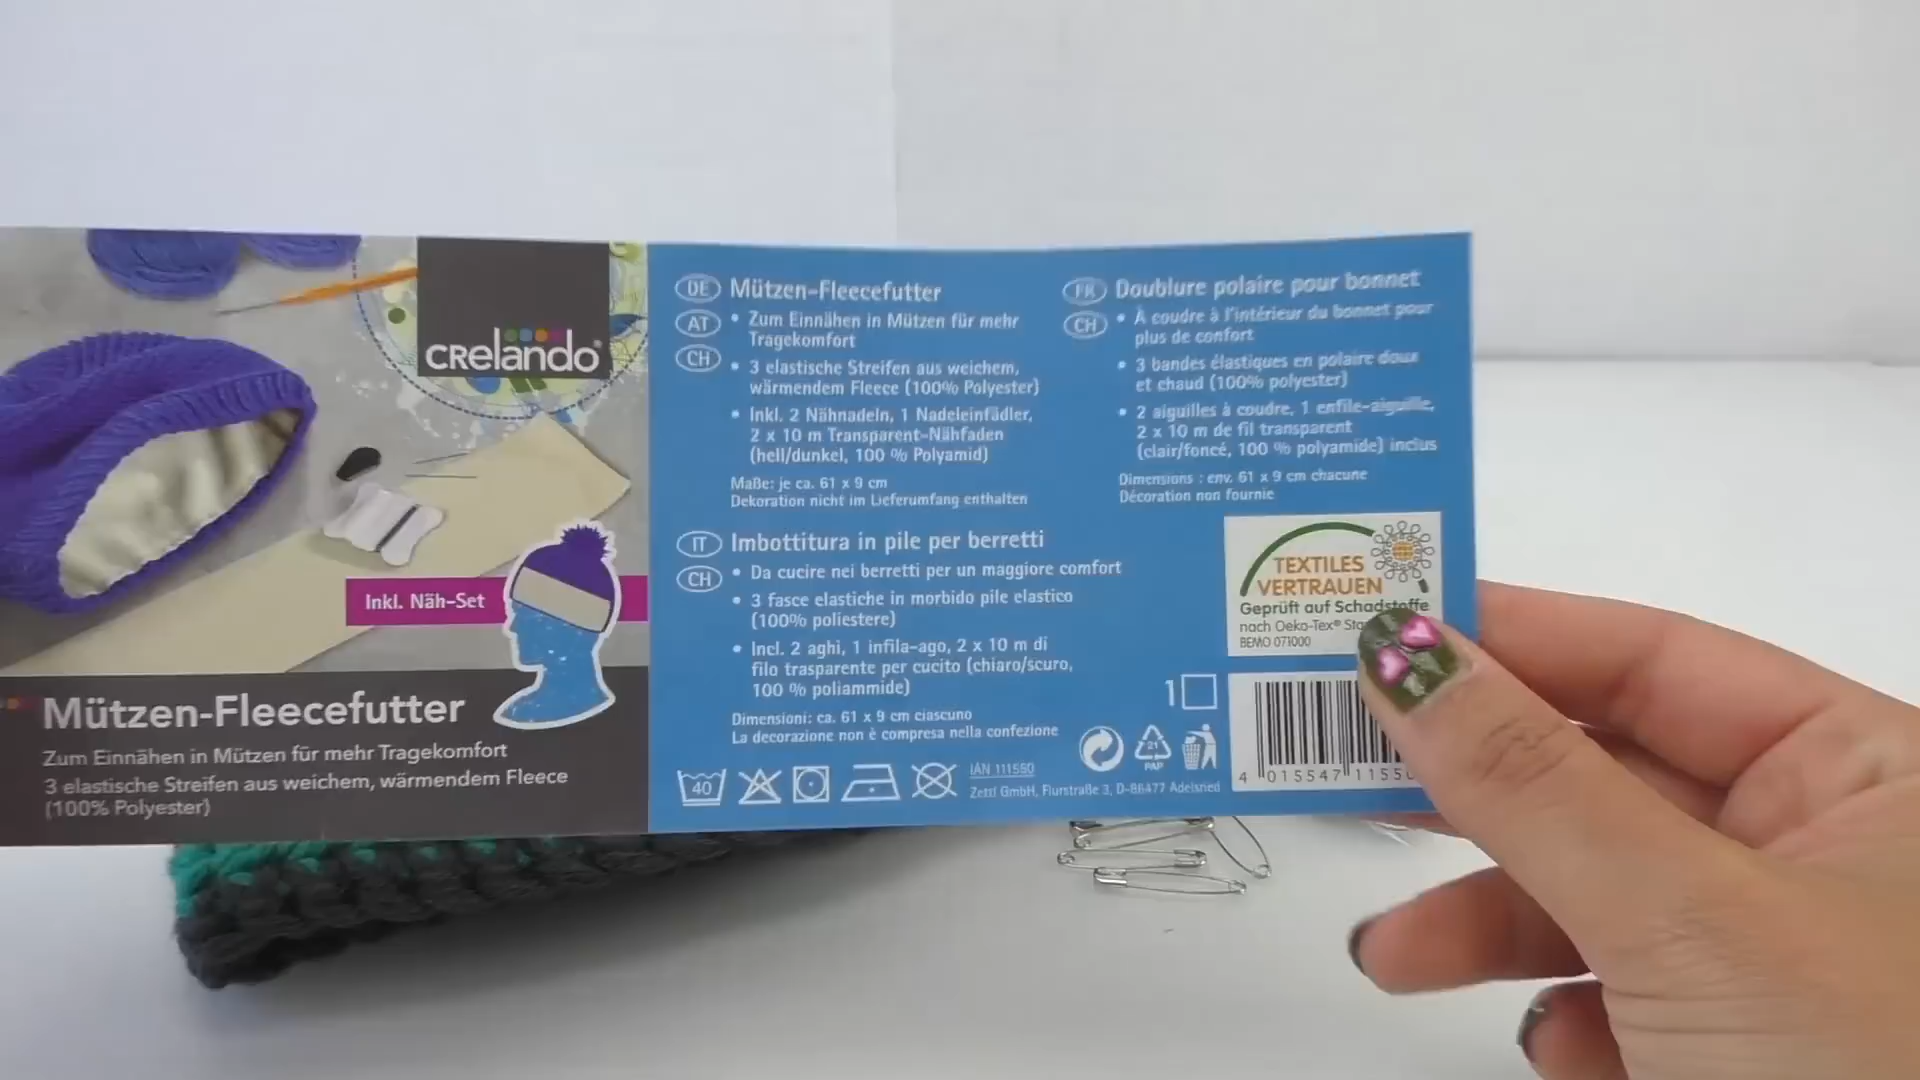 CRelando®
Inkl. Näh-Set
Mützen-Fleecefutter
Zum Einnähen in Mützen für mehr Tragekomfort
3 elastische Streifen aus weichem, wärmendem Fleece
(100% Polyester)
DE
AT
CH
Mützen-Fleecefutter
• Zum Einnähen in Mützen für mehr
Tragekomfort
• 3 elastische Streifen aus weichem,
wärmendem Fleece (100% Polyester)
• Inkl. 2 Nähnadeln, 1 Nadeleinfädler,
2 x 10 m Transparent-Nähfaden
(hell/dunkel, 100 % Polyamid)
Maße: je ca. 61 x 9 cm
Dekoration nicht im Lieferumfang enthalten
FR
CH
Doublure polaire pour bonnet
• À coudre à l'intérieur du bonnet pour
plus de confort
• 3 bandes élastiques en polaire doux
et chaud (100% polyester)
• 2 aiguilles à coudre, 1 enfile-aiguille,
2 x 10 m de fil transparent
(clair/foncé, 100 % polyamide) inclus
Dimensions : env. 61 x 9 cm chacune
Décoration non fournie
IT
CH
Imbottitura in pile per berretti
• Da cucire nei berretti per un maggiore comfort
• 3 fasce elastiche in morbido pile elastico
(100% poliestere)
• Incl. 2 aghi, 1 infila-ago, 2 x 10 m di
filo trasparente per cucito (chiaro/scuro,
100 % poliammide)
Dimensioni: ca. 61 x 9 cm ciascuno
La decorazione non è compresa nella confezione
TEXTILES
VERTRAUEN
Geprüft auf Schadstoffe
nach Oeko-Tex®
BEMO 071000
1
40
21
PAP
IAN 111550
Zettl GmbH, Flurstraße 3, D-86477 Adelsried
4 015547 1155